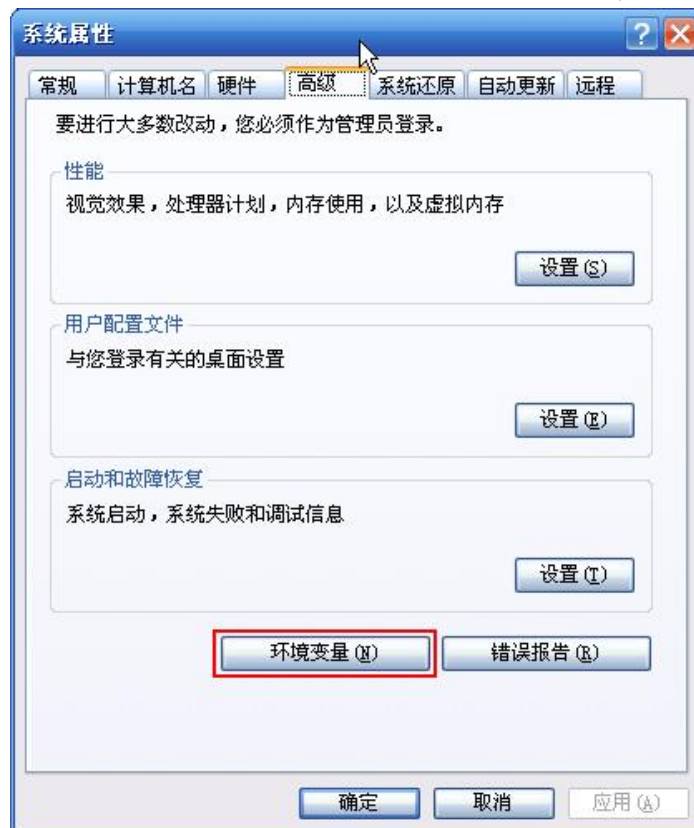 系统属性
常规 计算机名 硬件 高级 系统还原 自动更新 远程
要进行大多数改动，您必须作为管理员登录。
性能
视觉效果，处理器计划，内存使用，以及虚拟内存
设置(S)
用户配置文件
与您登录有关的桌面设置
设置(E)
启动和故障恢复
系统启动，系统失败和调试信息
设置(T)
环境变量(N) 错误报告(R)
确定 取消 应用(A)